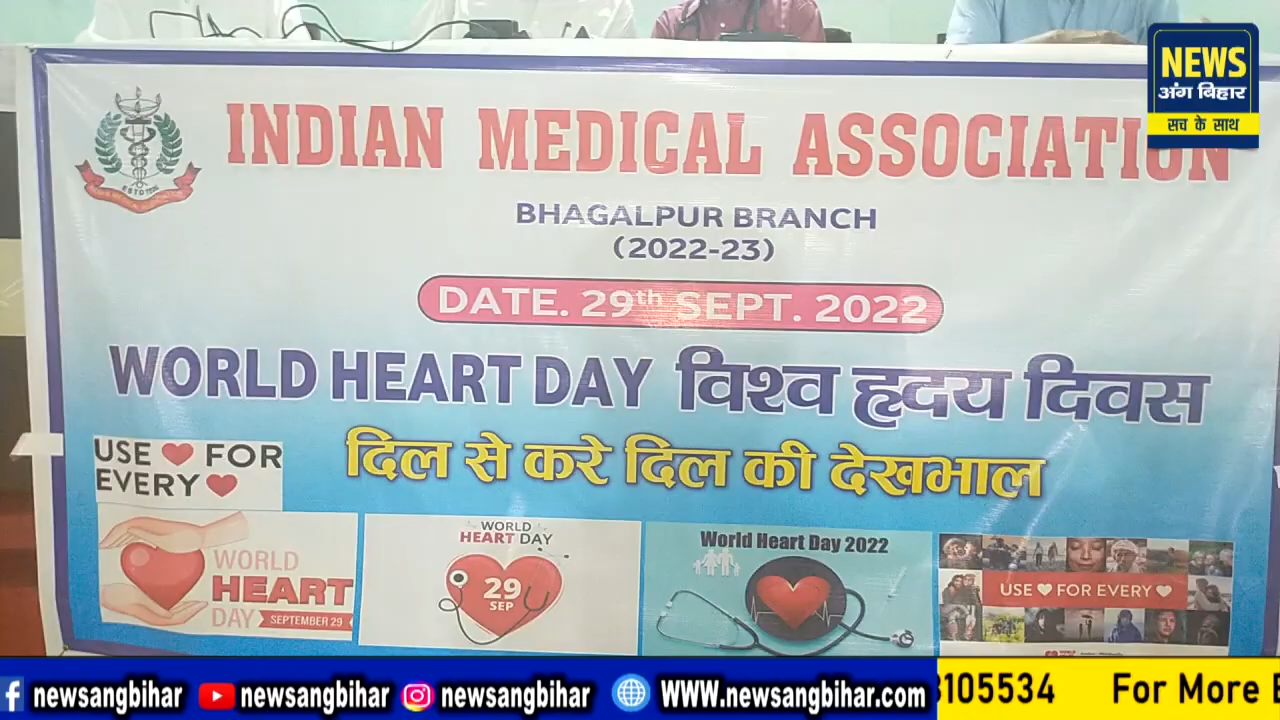 NEWS
अंग बिहार
सच के साथ
INDIAN MEDICAL ASSOCIATION
BHAGALPUR BRANCH
(2022-23)
DATE. 29th SEPT. 2022
WORLD HEART DAY विश्व हृदय दिवस
दिल से करे दिल की देखभाल
USE ❤ FOR
EVERY ❤
WORLD
HEART
DAY
SEPTEMBER 29
WORLD
HEART DAY
29
SEP
World Heart Day 2022
USE ❤ FOR EVERY ❤
newsangbihar newsangbihar newsangbihar WWW.newsangbihar.com
105534 For More